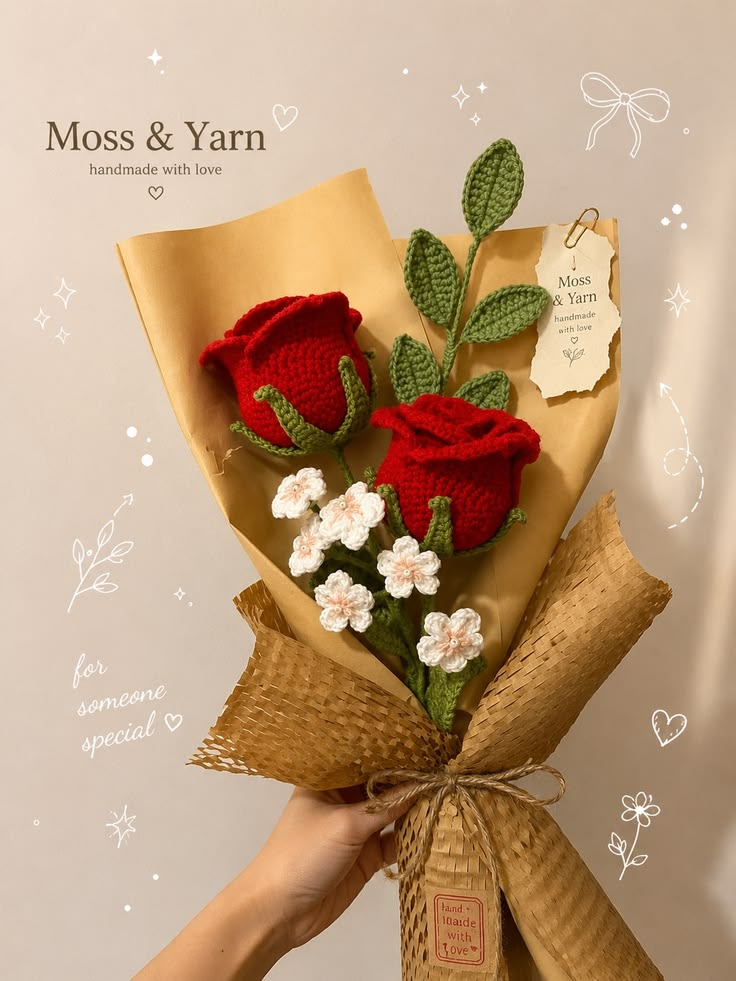 Moss & Yarn
handmade with love
Moss
& Yarn
handmade
with love
for
someone
special
hand
made
with
love